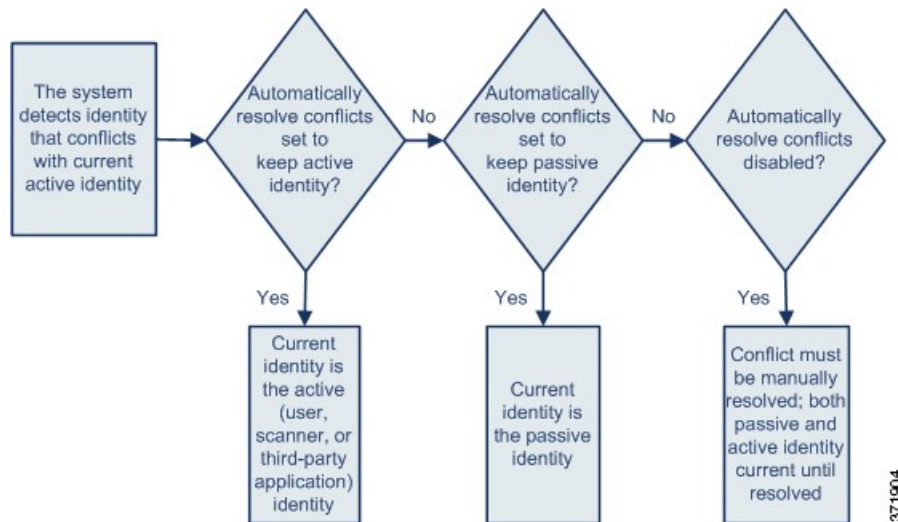 The system
detects identity
that conflicts
with current
active identity
Automatically
resolve conflicts
set to
keep active
identity?
No
Automatically
resolve conflicts
set to
keep passive
identity?
No
Automatically
resolve conflicts
disabled?
Yes
Yes
Yes
Current
identity is
the active
(user,
scanner, or
third-party
application)
identity
Current
identity is
the passive
identity
Conflict must
be manually
resolved; both
passive and
active identity
current until
resolved
371904